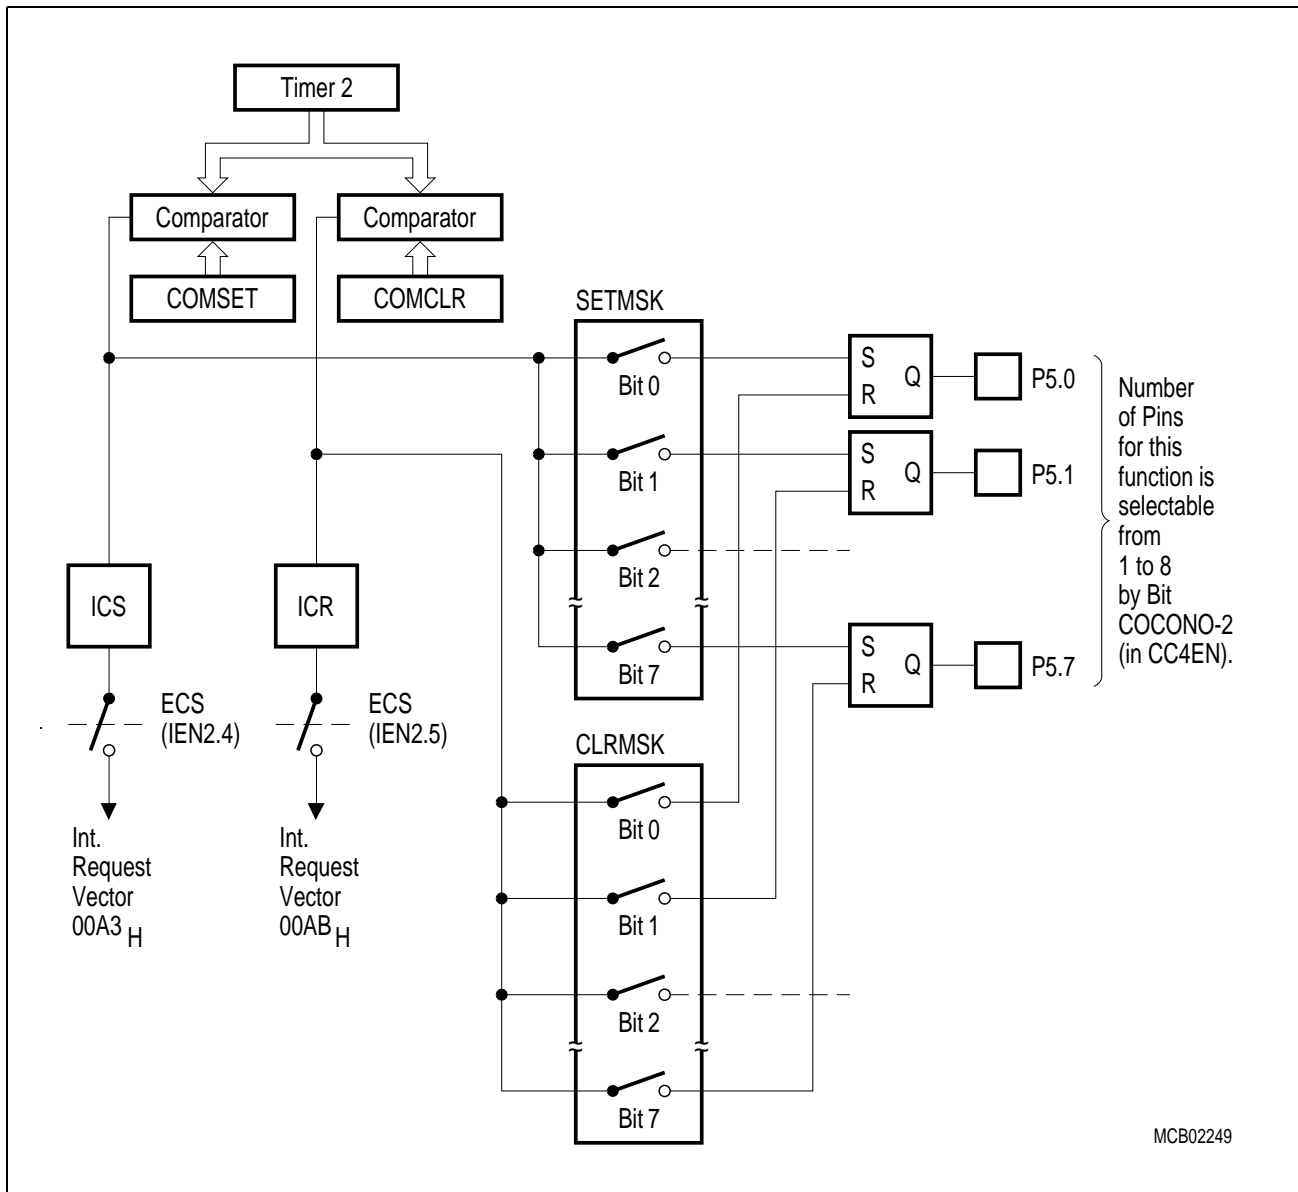 Timer 2
Comparator
Comparator
COMSET
COMCLR
SETMSK
Bit 0
Bit 1
Bit 2
Bit 7
S
R
Q
P5.0
S
R
Q
P5.1
S
R
Q
P5.7
Number
of Pins
for this
function is
selectable
from
1 to 8
by Bit
COCONO-2
(in CC4EN).
ICS
ICR
ECS
(IEN2.4)
ECS
(IEN2.5)
Int.
Request
Vector
00A3 H
Int.
Request
Vector
00AB H
CLRMSK
Bit 0
Bit 1
Bit 2
Bit 7
MCB02249